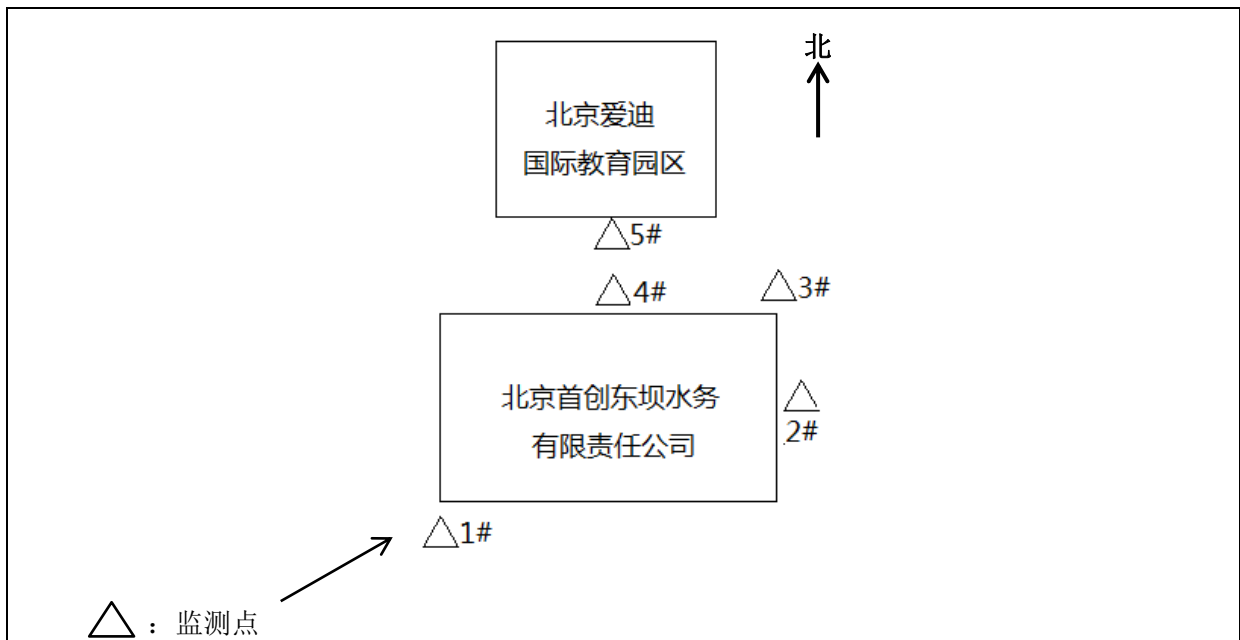 北
北京爱迪
国际教育园区
5#
4#
3#
北京首创东坝水务
有限责任公司
2#
1#
：监测点